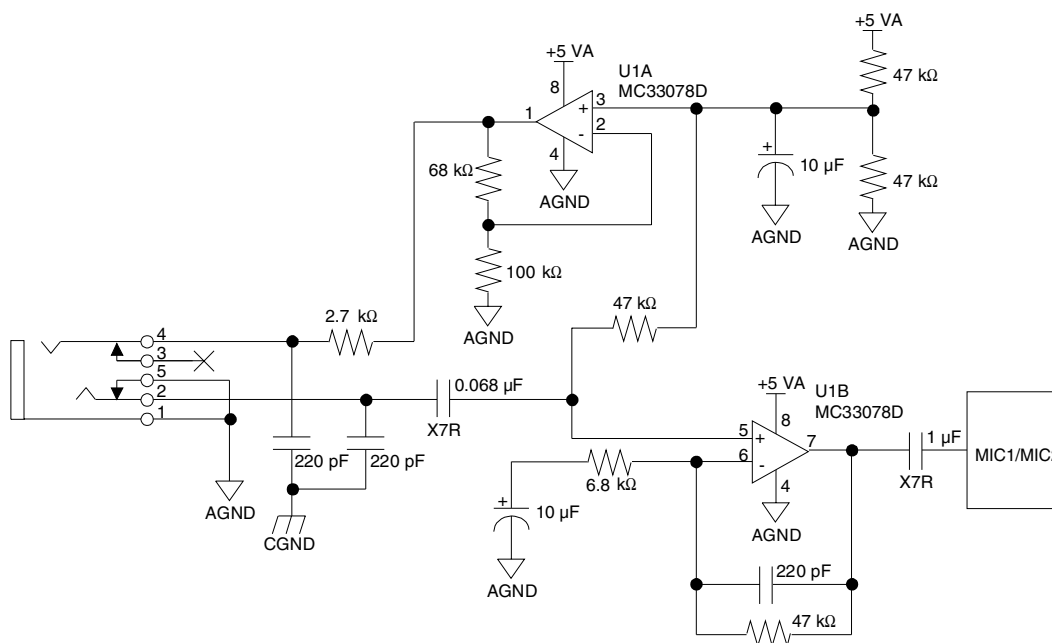 +5 VA
47 kΩ
+5 VA
U1A
MC33078D
8
3
+
1
2
-
4
10 µF
47 kΩ
68 kΩ
AGND
AGND
AGND
100 kΩ
AGND
2.7 kΩ
47 kΩ
4
3
5
2
1
0.068 µF
X7R
+5 VA
U1B
MC33078D
8
5
+
7
6
-
4
1 µF
X7R
MIC1/MIC2
220 pF
220 pF
6.8 kΩ
+
10 µF
AGND
CGND
AGND
AGND
220 pF
47 kΩ
+